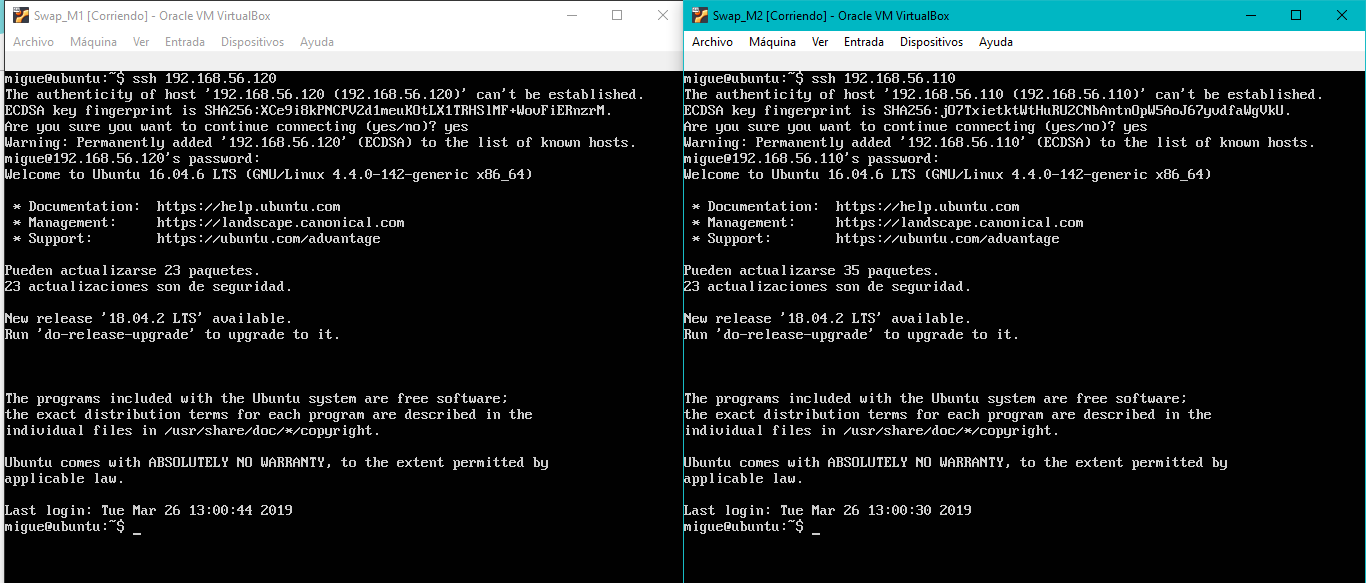 Swap_M1 [Corriendo] - Oracle VM VirtualBox
Archivo Máquina Ver Entrada Dispositivos Ayuda
migue@ubuntu:~$ ssh 192.168.56.120
The authenticity of host '192.168.56.120 (192.168.56.120)' can't be established.
ECDSA key fingerprint is SHA256:XCe9i8kPNCPV2d1meuKOtLX1TRHSlMF+WovFiERnzrM.
Are you sure you want to continue connecting (yes/no)? yes
Warning: Permanently added '192.168.56.120' (ECDSA) to the list of known hosts.
migue@192.168.56.120's password:
Welcome to Ubuntu 16.04.6 LTS (GNU/Linux 4.4.0-142-generic x86_64)
* Documentation: https://help.ubuntu.com
* Management: https://landscape.canonical.com
* Support: https://ubuntu.com/advantage
Pueden actualizarse 23 paquetes.
23 actualizaciones son de seguridad.
New release '18.04.2 LTS' available.
Run 'do-release-upgrade' to upgrade to it.
The programs included with the Ubuntu system are free software;
the exact distribution terms for each program are described in the
individual files in /usr/share/doc/*/copyright.
Ubuntu comes with ABSOLUTELY NO WARRANTY, to the extent permitted by
applicable law.
Last login: Tue Mar 26 13:00:44 2019
migue@ubuntu:~$ _
Swap_M2 [Corriendo] - Oracle VM VirtualBox
Archivo Máquina Ver Entrada Dispositivos Ayuda
migue@ubuntu:~$ ssh 192.168.56.110
The authenticity of host '192.168.56.110 (192.168.56.110)' can't be established.
ECDSA key fingerprint is SHA256:jO7TxietktWtHuRU2CNbAntnOpW5AoJ67yvdfaWgVkU.
Are you sure you want to continue connecting (yes/no)? yes
Warning: Permanently added '192.168.56.110' (ECDSA) to the list of known hosts.
migue@192.168.56.110's password:
Welcome to Ubuntu 16.04.6 LTS (GNU/Linux 4.4.0-142-generic x86_64)
* Documentation: https://help.ubuntu.com
* Management: https://landscape.canonical.com
* Support: https://ubuntu.com/advantage
Pueden actualizarse 35 paquetes.
23 actualizaciones son de seguridad.
New release '18.04.2 LTS' available.
Run 'do-release-upgrade' to upgrade to it.
The programs included with the Ubuntu system are free software;
the exact distribution terms for each program are described in the
individual files in /usr/share/doc/*/copyright.
Ubuntu comes with ABSOLUTELY NO WARRANTY, to the extent permitted by
applicable law.
Last login: Tue Mar 26 13:00:30 2019
migue@ubuntu:~$ _